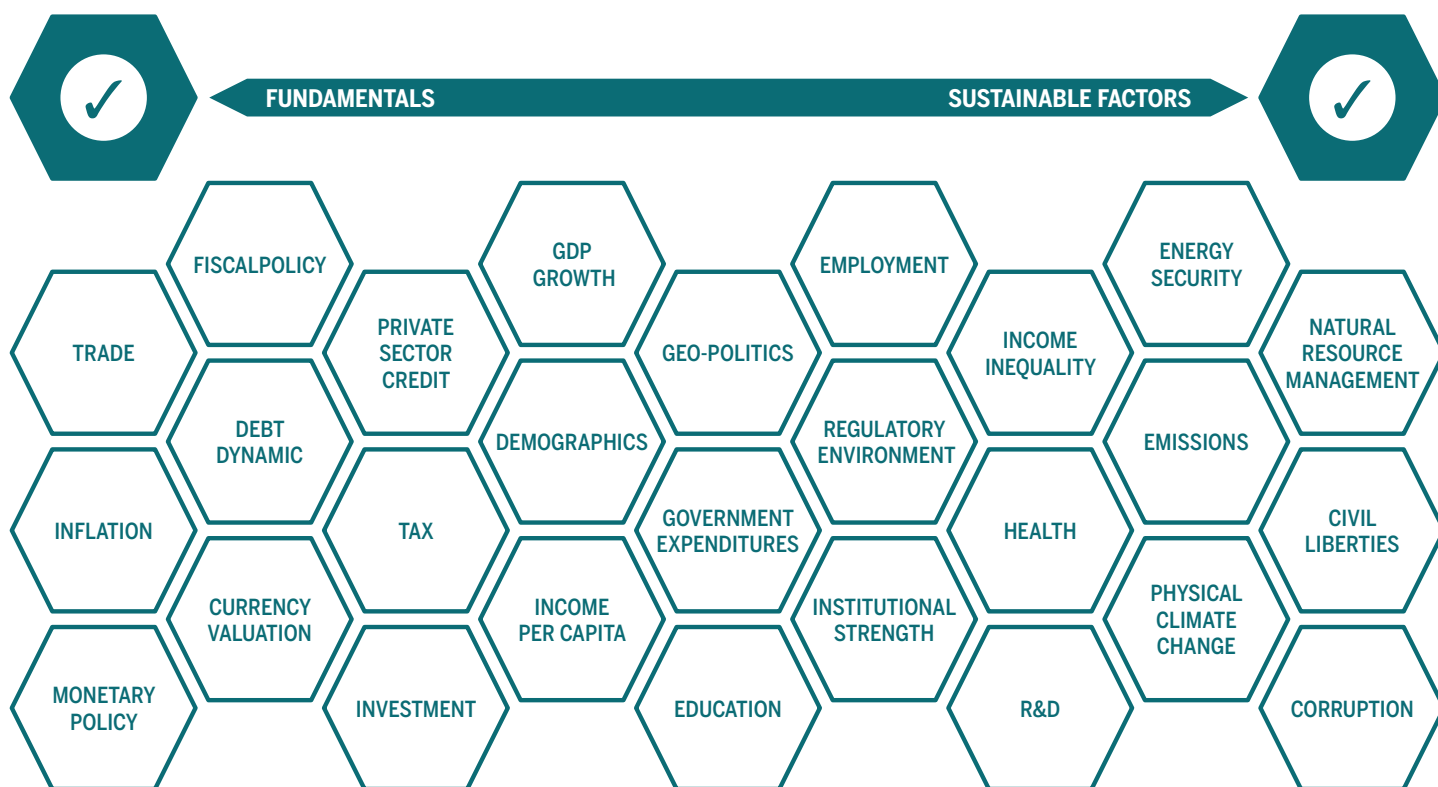 FUNDAMENTALS
SUSTAINABLE FACTORS
FISCALPOLICY
GDP
GROWTH
EMPLOYMENT
ENERGY
SECURITY
TRADE
PRIVATE
SECTOR
CREDIT
GEO-POLITICS
INCOME
INEQUALITY
NATURAL
RESOURCE
MANAGEMENT
DEBT
DYNAMIC
DEMOGRAPHICS
REGULATORY
ENVIRONMENT
EMISSIONS
INFLATION
TAX
GOVERNMENT
EXPENDITURES
HEALTH
CIVIL
LIBERTIES
CURRENCY
VALUATION
INCOME
PER CAPITA
INSTITUTIONAL
STRENGTH
PHYSICAL
CLIMATE
CHANGE
MONETARY
POLICY
INVESTMENT
EDUCATION
R&D
CORRUPTION